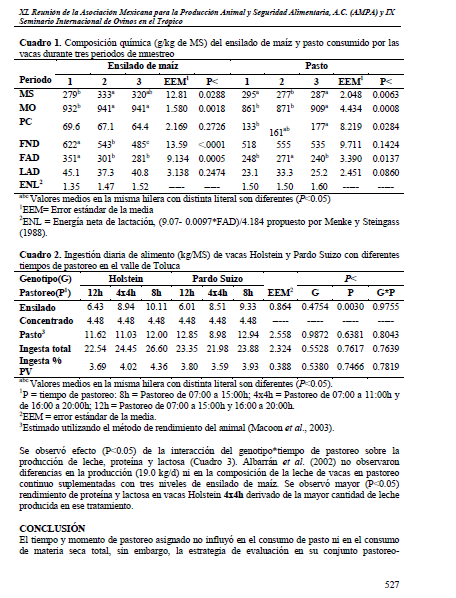 XL Reunión de la Asociación Mexicana para la Producción Animal y Seguridad Alimentaria, A.C. (AMPA) y IX
Seminario Internacional de Ovinos en el Trópico
Cuadro 1. Composición química (g/kg de MS) del ensilado de maíz y pasto consumido por las
vacas durante tres periodos de muestreo
Ensilado de maíz Pasto
Periodo 1 2 3 EEM¹ P< 1 2 3 EEM¹ P<
MS 279ᵇ 333ᵃ 320ᵃᵇ 12.81 0.0288 295ᵃ 277ᵇ 287ᵃ 2.048 0.0063
MO 932ᵇ 941ᵃ 941ᵃ 1.580 0.0018 861ᵇ 871ᵇ 909ᵃ 4.434 0.0008
PC 69.6 67.1 64.4 2.169 0.2726 133ᵇ 161ᵃᵇ 177ᵃ 8.219 0.0284
FND 622ᵃ 543ᵇ 485ᶜ 13.59 <.0001 518 555 535 9.711 0.1424
FAD 351ᵃ 301ᵇ 281ᵇ 9.134 0.0005 248ᵇ 271ᵃ 240ᵇ 3.390 0.0137
LAD 45.1 37.3 40.8 3.138 0.2474 23.1 33.3 25.2 2.451 0.0860
ENL² 1.35 1.47 1.52 ----- ----- 1.50 1.50 1.60 ----- -----
ᵃᵇᶜ Valores medios en la misma hilera con distinta literal son diferentes (P<0.05)
¹EEM= Error estándar de la media
²ENL = Energía neta de lactación, (9.07- 0.0097*FAD)/4.184 propuesto por Menke y Steingass
(1988).
Cuadro 2. Ingestión diaria de alimento (kg/MS) de vacas Holstein y Pardo Suizo con diferentes
tiempos de pastoreo en el valle de Toluca
Genotipo(G) Holstein Pardo Suizo P<
Pastoreo(P¹) 12h 4x4h 8h 12h 4x4h 8h EEM² G P G*P
Ensilado 6.43 8.94 10.11 6.01 8.51 9.33 0.864 0.4754 0.0030 0.9755
Concentrado 4.48 4.48 4.48 4.48 4.48 4.48 ----- ----- ----- -----
Pasto³ 11.62 11.03 12.00 12.85 8.98 12.94 2.558 0.9872 0.6381 0.8043
Ingesta total 22.54 24.45 26.60 23.35 21.98 23.88 2.324 0.5528 0.7617 0.7639
Ingesta %
PV 3.69 4.02 4.36 3.80 3.59 3.93 0.388 0.5380 0.7466 0.7819
ᵃᵇᶜ Valores medios en la misma hilera con distinta literal son diferentes (P<0.05).
¹P = tiempo de pastoreo: 8h = Pastoreo de 07:00 a 15:00h; 4x4h = Pastoreo de 07:00 a 11:00h y
de 16:00 a 20:00h; 12h = Pastoreo de 07:00 a 15:00h y 16:00 a 20:00h.
²EEM = error estándar de la media.
³Estimado utilizando el método de rendimiento del animal (Macoon et al., 2003).
Se observó efecto (P<0.05) de la interacción del genotipo*tiempo de pastoreo sobre la
producción de leche, proteína y lactosa (Cuadro 3). Albarrán et al. (2002) no observaron
diferencias en la producción (19.0 kg/d) ni en la composición de la leche de vacas en pastoreo
continuo suplementadas con tres niveles de ensilado de maíz. Se observó mayor (P<0.05)
rendimiento de proteína y lactosa en vacas Holstein 4x4h derivado de la mayor cantidad de leche
producida en ese tratamiento.
CONCLUSIÓN
El tiempo y momento de pastoreo asignado no influyó en el consumo de pasto ni en el consumo
de materia seca total, sin embargo, la estrategia de evaluación en su conjunto pastoreo-
527